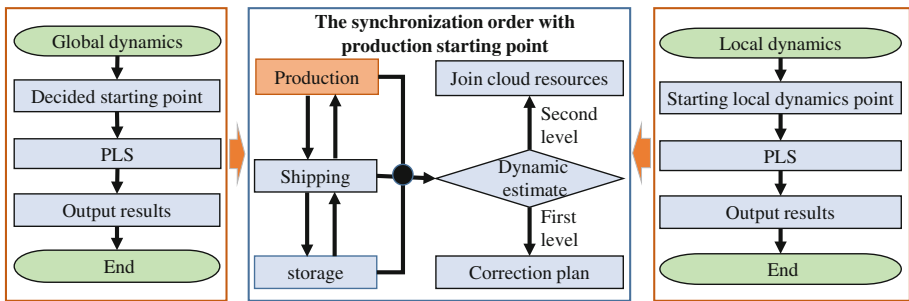 Global dynamics
Decided starting point
PLS
Output results
End
The synchronization order with
production starting point
Production
Shipping
storage
Join cloud resources
Second
level
Dynamic
estimate
First
level
Correction plan
Local dynamics
Starting local dynamics point
PLS
Output results
End